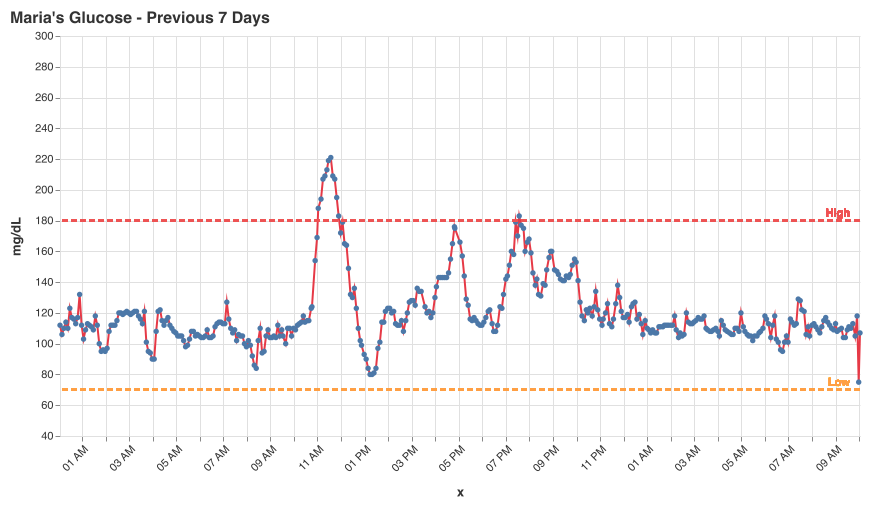 Maria's Glucose - Previous 7 Days
300
280
260
240
220
200
180
160
140
120
100
80
60
40
mg/dL
High
Low
01 AM
03 AM
05 AM
07 AM
09 AM
11 AM
01 PM
03 PM
05 PM
07 PM
09 PM
11 PM
01 AM
03 AM
05 AM
07 AM
09 AM
x